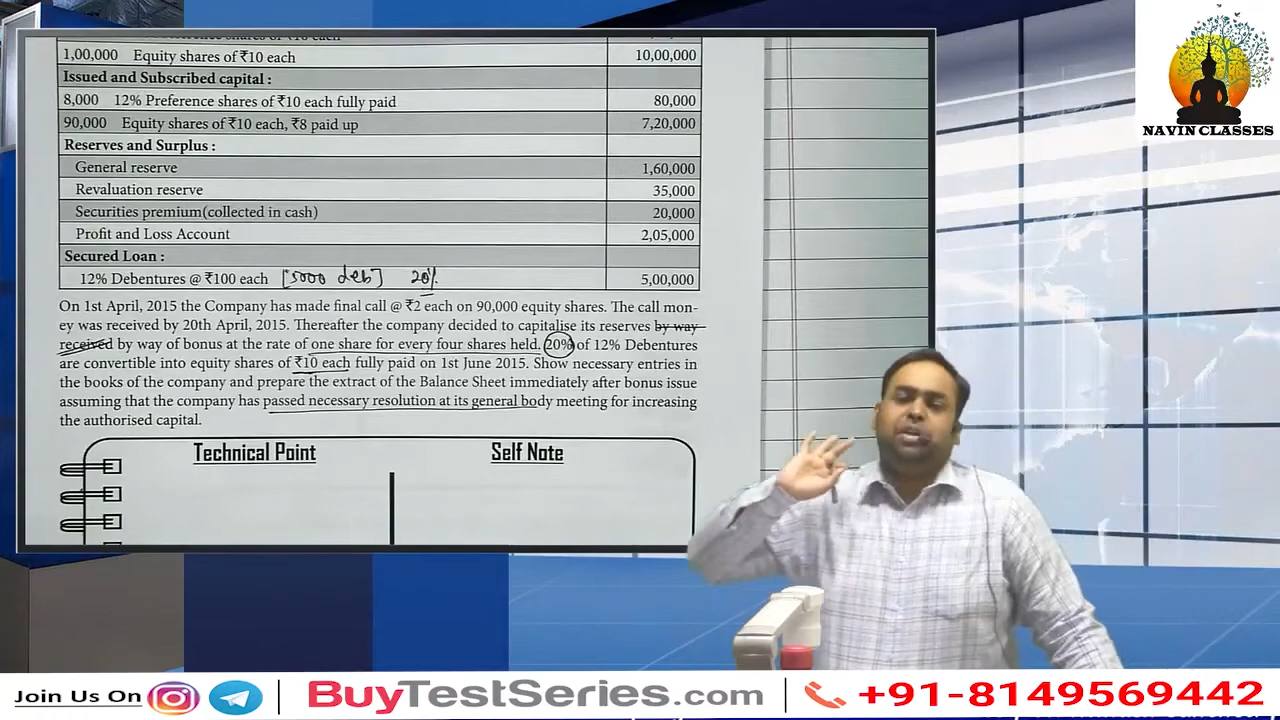 1,00,000 Equity shares of ₹10 each 10,00,000
Issued and Subscribed capital :
8,000 12% Preference shares of ₹10 each fully paid 80,000
90,000 Equity shares of ₹10 each, ₹8 paid up 7,20,000
Reserves and Surplus :
General reserve 1,60,000
Revaluation reserve 35,000
Securities premium(collected in cash) 20,000
Profit and Loss Account 2,05,000
Secured Loan :
12% Debentures @ ₹100 each [5000 deb] 20% 5,00,000
On 1st April, 2015 the Company has made final call @ ₹2 each on 90,000 equity shares. The call mon-
ey was received by 20th April, 2015. Thereafter the company decided to capitalise its reserves by way
received by way of bonus at the rate of one share for every four shares held. 20% of 12% Debentures
are convertible into equity shares of ₹10 each fully paid on 1st June 2015. Show necessary entries in
the books of the company and prepare the extract of the Balance Sheet immediately after bonus issue
assuming that the company has passed necessary resolution at its general body meeting for increasing
the authorised capital.
Technical Point Self Note
NAVIN CLASSES
Join Us On BuyTestSeries.com +91-8149569442